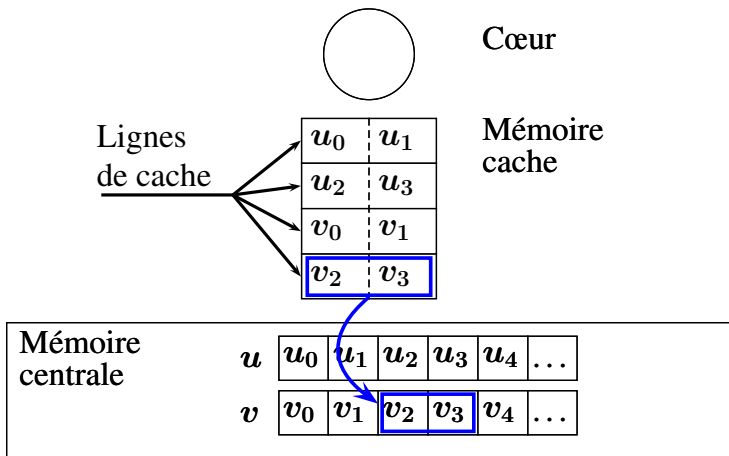 Cœur
Lignes
de cache
Mémoire
cache
u₀ u₁
u₂ u₃
v₀ v₁
v₂ v₃
Mémoire
centrale
u u₀ u₁ u₂ u₃ u₄ ...
v v₀ v₁ v₂ v₃ v₄ ...